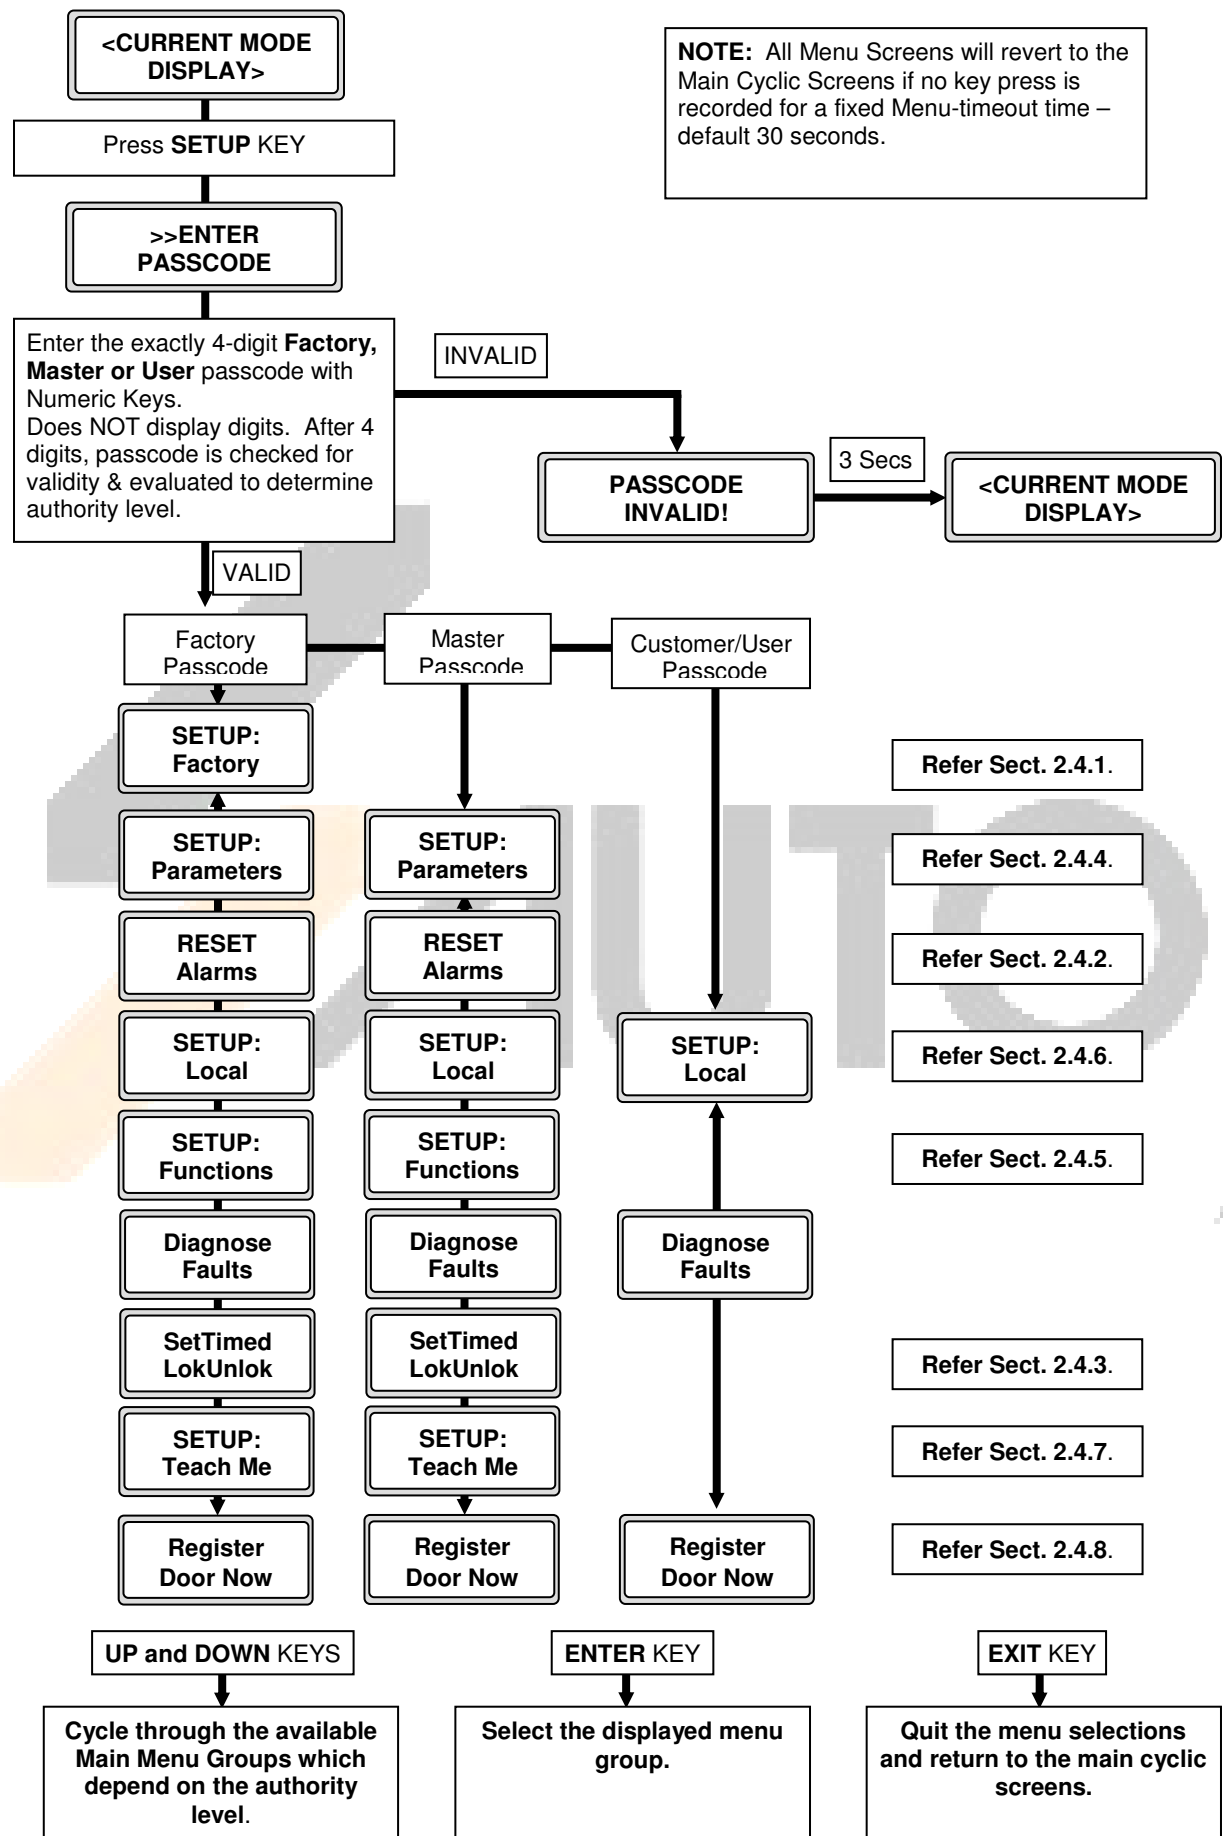 <CURRENT MODE
DISPLAY>
NOTE: All Menu Screens will revert to the
Main Cyclic Screens if no key press is
recorded for a fixed Menu-timeout time –
default 30 seconds.
Press SETUP KEY
>>ENTER
PASSCODE
Enter the exactly 4-digit Factory,
Master or User passcode with
Numeric Keys.
Does NOT display digits. After 4
digits, passcode is checked for
validity & evaluated to determine
authority level.
INVALID
PASSCODE
INVALID!
3 Secs
<CURRENT MODE
DISPLAY>
VALID
Factory
Passcode
Master
Passcode
Customer/User
Passcode
SETUP:
Factory
Refer Sect. 2.4.1.
SETUP:
Parameters
SETUP:
Parameters
Refer Sect. 2.4.4.
RESET
Alarms
RESET
Alarms
Refer Sect. 2.4.2.
SETUP:
Local
SETUP:
Local
SETUP:
Local
Refer Sect. 2.4.6.
SETUP:
Functions
SETUP:
Functions
Refer Sect. 2.4.5.
Diagnose
Faults
Diagnose
Faults
Diagnose
Faults
SetTimed
LokUnlok
SetTimed
LokUnlok
Refer Sect. 2.4.3.
SETUP:
Teach Me
SETUP:
Teach Me
Refer Sect. 2.4.7.
Register
Door Now
Register
Door Now
Register
Door Now
Refer Sect. 2.4.8.
UP and DOWN KEYS
Cycle through the available
Main Menu Groups which
depend on the authority
level.
ENTER KEY
Select the displayed menu
group.
EXIT KEY
Quit the menu selections
and return to the main cyclic
screens.
AUTO